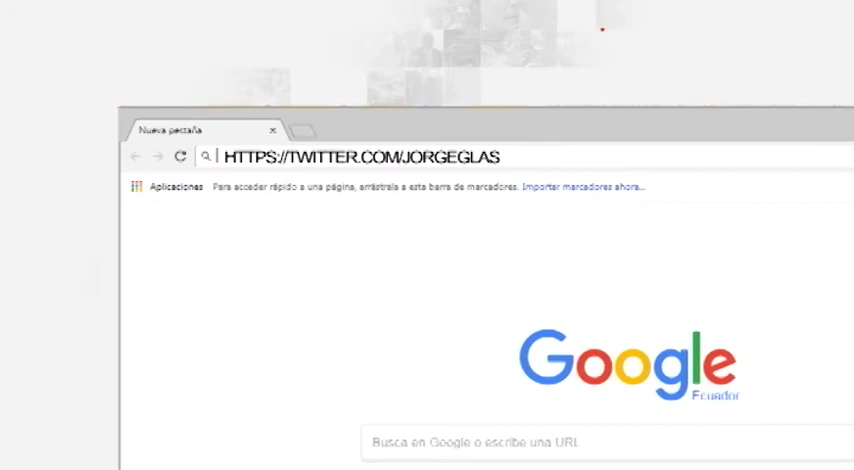 Nueva pestaña
HTTPS://TWITTER.COM/JORGEGLAS
Aplicaciones Para acceder rápido a una página, arrástrala a esta barra de marcadores. Importar marcadores ahora...
Google
Ecuador
Busca en Google o escribe una URL